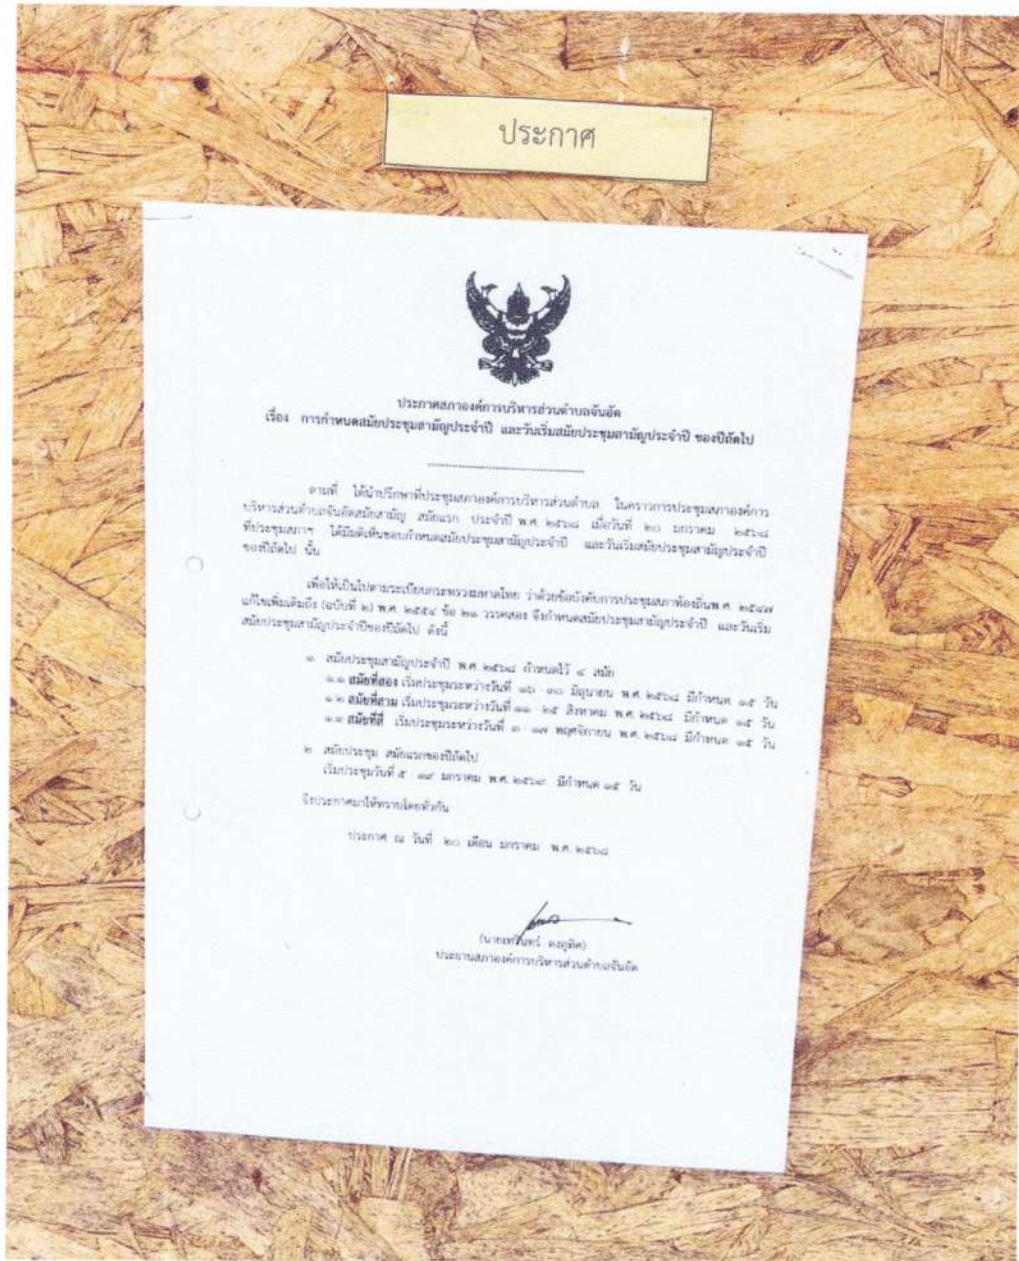 ประกาศ
ประกาศสภาองค์การบริหารส่วนตำบลจันอัด
เรื่อง การกำหนดสมัยประชุมสามัญประจำปี และวันเริ่มสมัยประชุมสามัญประจำปี ของปีถัดไป
ตามที่ ได้นำปรึกษาที่ประชุมสภาองค์การบริหารส่วนตำบล ในคราวการประชุมสภาองค์การ
บริหารส่วนตำบลจันอัดสมัยสามัญ สมัยแรก ประจำปี พ.ศ. ๒๕๖๘ เมื่อวันที่ ๒๐ มกราคม ๒๕๖๘
ที่ประชุมสภาฯ ได้มีมติเห็นชอบกำหนดสมัยประชุมสามัญประจำปี และวันเริ่มสมัยประชุมสามัญประจำปี
ของปีถัดไป นั้น
เพื่อให้เป็นไปตามระเบียบกระทรวงมหาดไทย ว่าด้วยข้อบังคับการประชุมสภาท้องถิ่นพ.ศ. ๒๕๔๗
แก้ไขเพิ่มเติมถึง (ฉบับที่ ๒) พ.ศ. ๒๕๕๔ ข้อ ๒๑ วรรคสอง จึงกำหนดสมัยประชุมสามัญประจำปี และวันเริ่ม
สมัยประชุมสามัญประจำปีของปีถัดไป ดังนี้
๑. สมัยประชุมสามัญประจำปี พ.ศ. ๒๕๖๘ กำหนดไว้ ๔ สมัย
๑.๑ สมัยที่สอง เริ่มประชุมระหว่างวันที่ ๑๖ - ๓๐ มิถุนายน พ.ศ. ๒๕๖๘ มีกำหนด ๑๕ วัน
๑.๒ สมัยที่สาม เริ่มประชุมระหว่างวันที่ ๑๑ - ๒๕ สิงหาคม พ.ศ. ๒๕๖๘ มีกำหนด ๑๕ วัน
สมัยที่สี่ เริ่มประชุมระหว่างวันที่ ๓ - ๑๗ พฤศจิกายน พ.ศ. ๒๕๖๘ มีกำหนด ๑๕ วัน
๒. สมัยประชุม สมัยแรกของปีถัดไป
เริ่มประชุมวันที่ ๕ - ๑๙ มกราคม พ.ศ. ๒๕๖๙ มีกำหนด ๑๕ วัน
จึงประกาศมาให้ทราบโดยทั่วกัน
ประกาศ ณ วันที่ ๒๐ เดือน มกราคม พ.ศ. ๒๕๖๘
ประธานสภาองค์การบริหารส่วนตำบลจันอัด